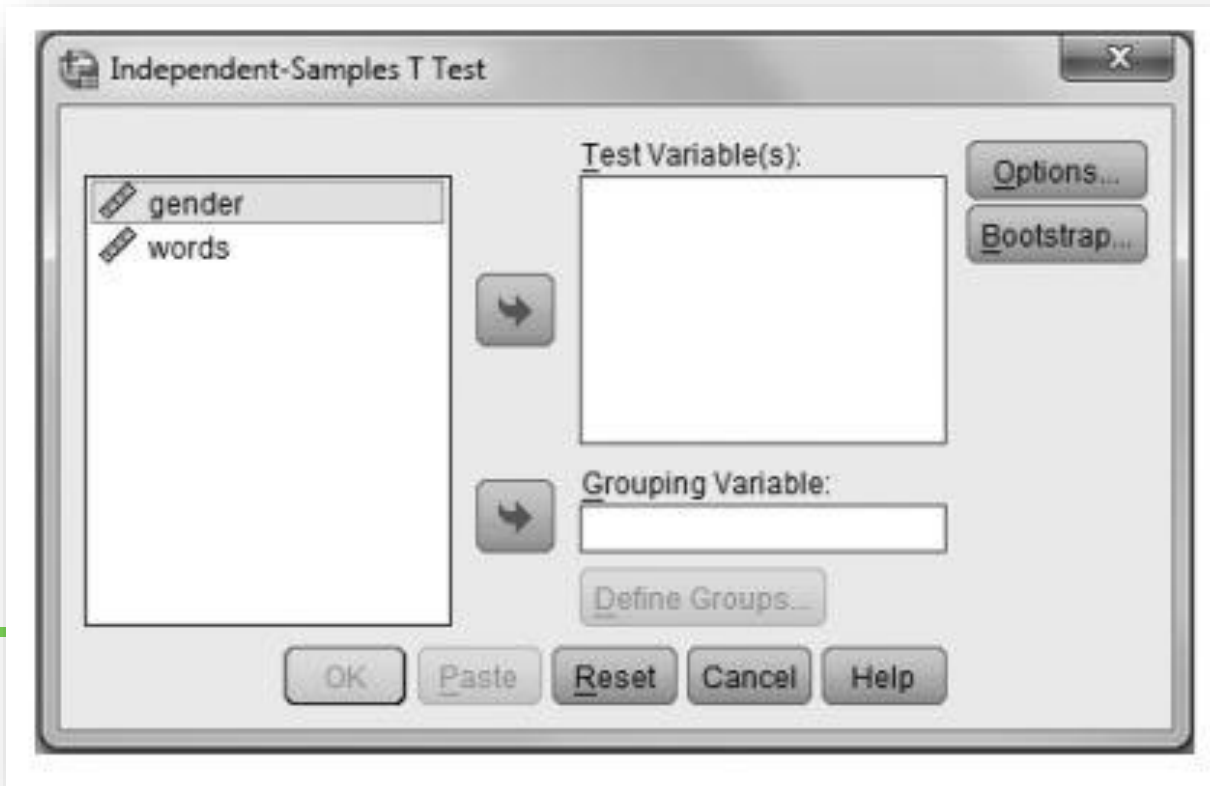 Independent-Samples T Test
Test Variable(s):
gender
words
Options...
Bootstrap...
Grouping Variable:
Define Groups...
OK Paste Reset Cancel Help